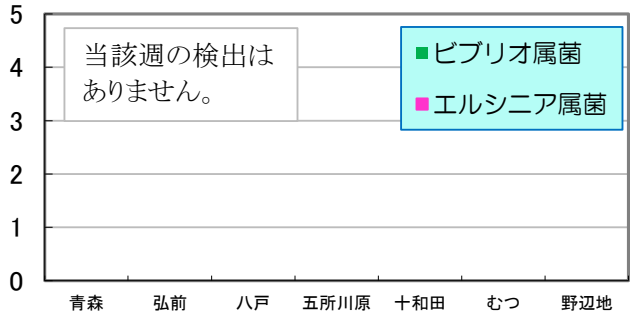 5
4
3
2
1
0
当該週の検出は
ありません。
ビブリオ属菌
エルシニア属菌
青森 弘前 八戸 五所川原 十和田 むつ 野辺地